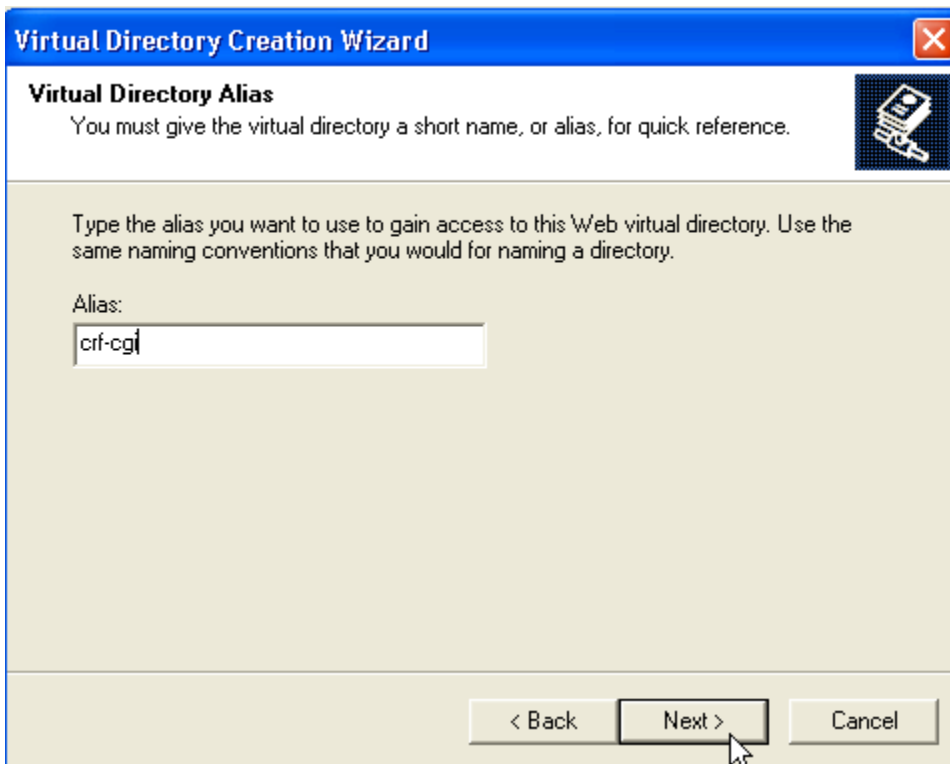 Virtual Directory Creation Wizard
Virtual Directory Alias
You must give the virtual directory a short name, or alias, for quick reference.
Type the alias you want to use to gain access to this Web virtual directory. Use the
same naming conventions that you would for naming a directory.
Alias:
crf-cgi
< Back Next > Cancel